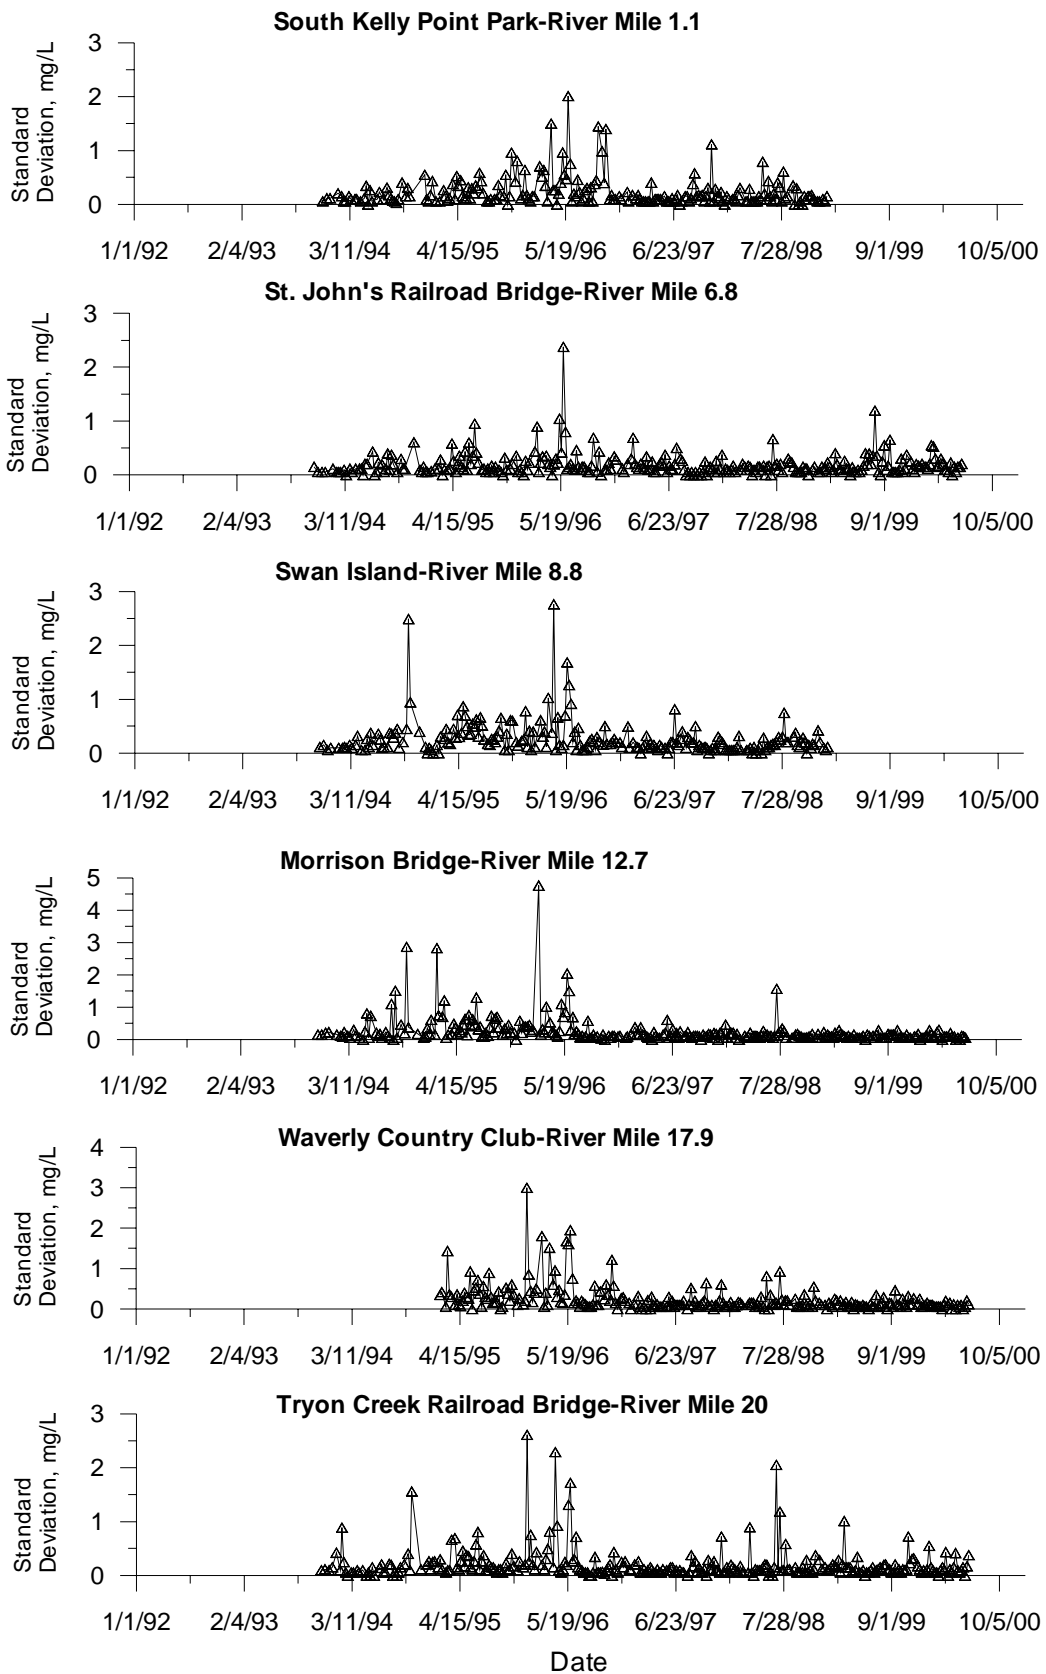 South Kelly Point Park-River Mile 1.1
Standard
Deviation, mg/L
3
2
1
0
1/1/92 2/4/93 3/11/94 4/15/95 5/19/96 6/23/97 7/28/98 9/1/99 10/5/00
St. John's Railroad Bridge-River Mile 6.8
Standard
Deviation, mg/L
3
2
1
0
1/1/92 2/4/93 3/11/94 4/15/95 5/19/96 6/23/97 7/28/98 9/1/99 10/5/00
Swan Island-River Mile 8.8
Standard
Deviation, mg/L
3
2
1
0
1/1/92 2/4/93 3/11/94 4/15/95 5/19/96 6/23/97 7/28/98 9/1/99 10/5/00
Morrison Bridge-River Mile 12.7
Standard
Deviation, mg/L
5
4
3
2
1
0
1/1/92 2/4/93 3/11/94 4/15/95 5/19/96 6/23/97 7/28/98 9/1/99 10/5/00
Waverly Country Club-River Mile 17.9
Standard
Deviation, mg/L
4
3
2
1
0
1/1/92 2/4/93 3/11/94 4/15/95 5/19/96 6/23/97 7/28/98 9/1/99 10/5/00
Tryon Creek Railroad Bridge-River Mile 20
Standard
Deviation, mg/L
3
2
1
0
1/1/92 2/4/93 3/11/94 4/15/95 5/19/96 6/23/97 7/28/98 9/1/99 10/5/00
Date